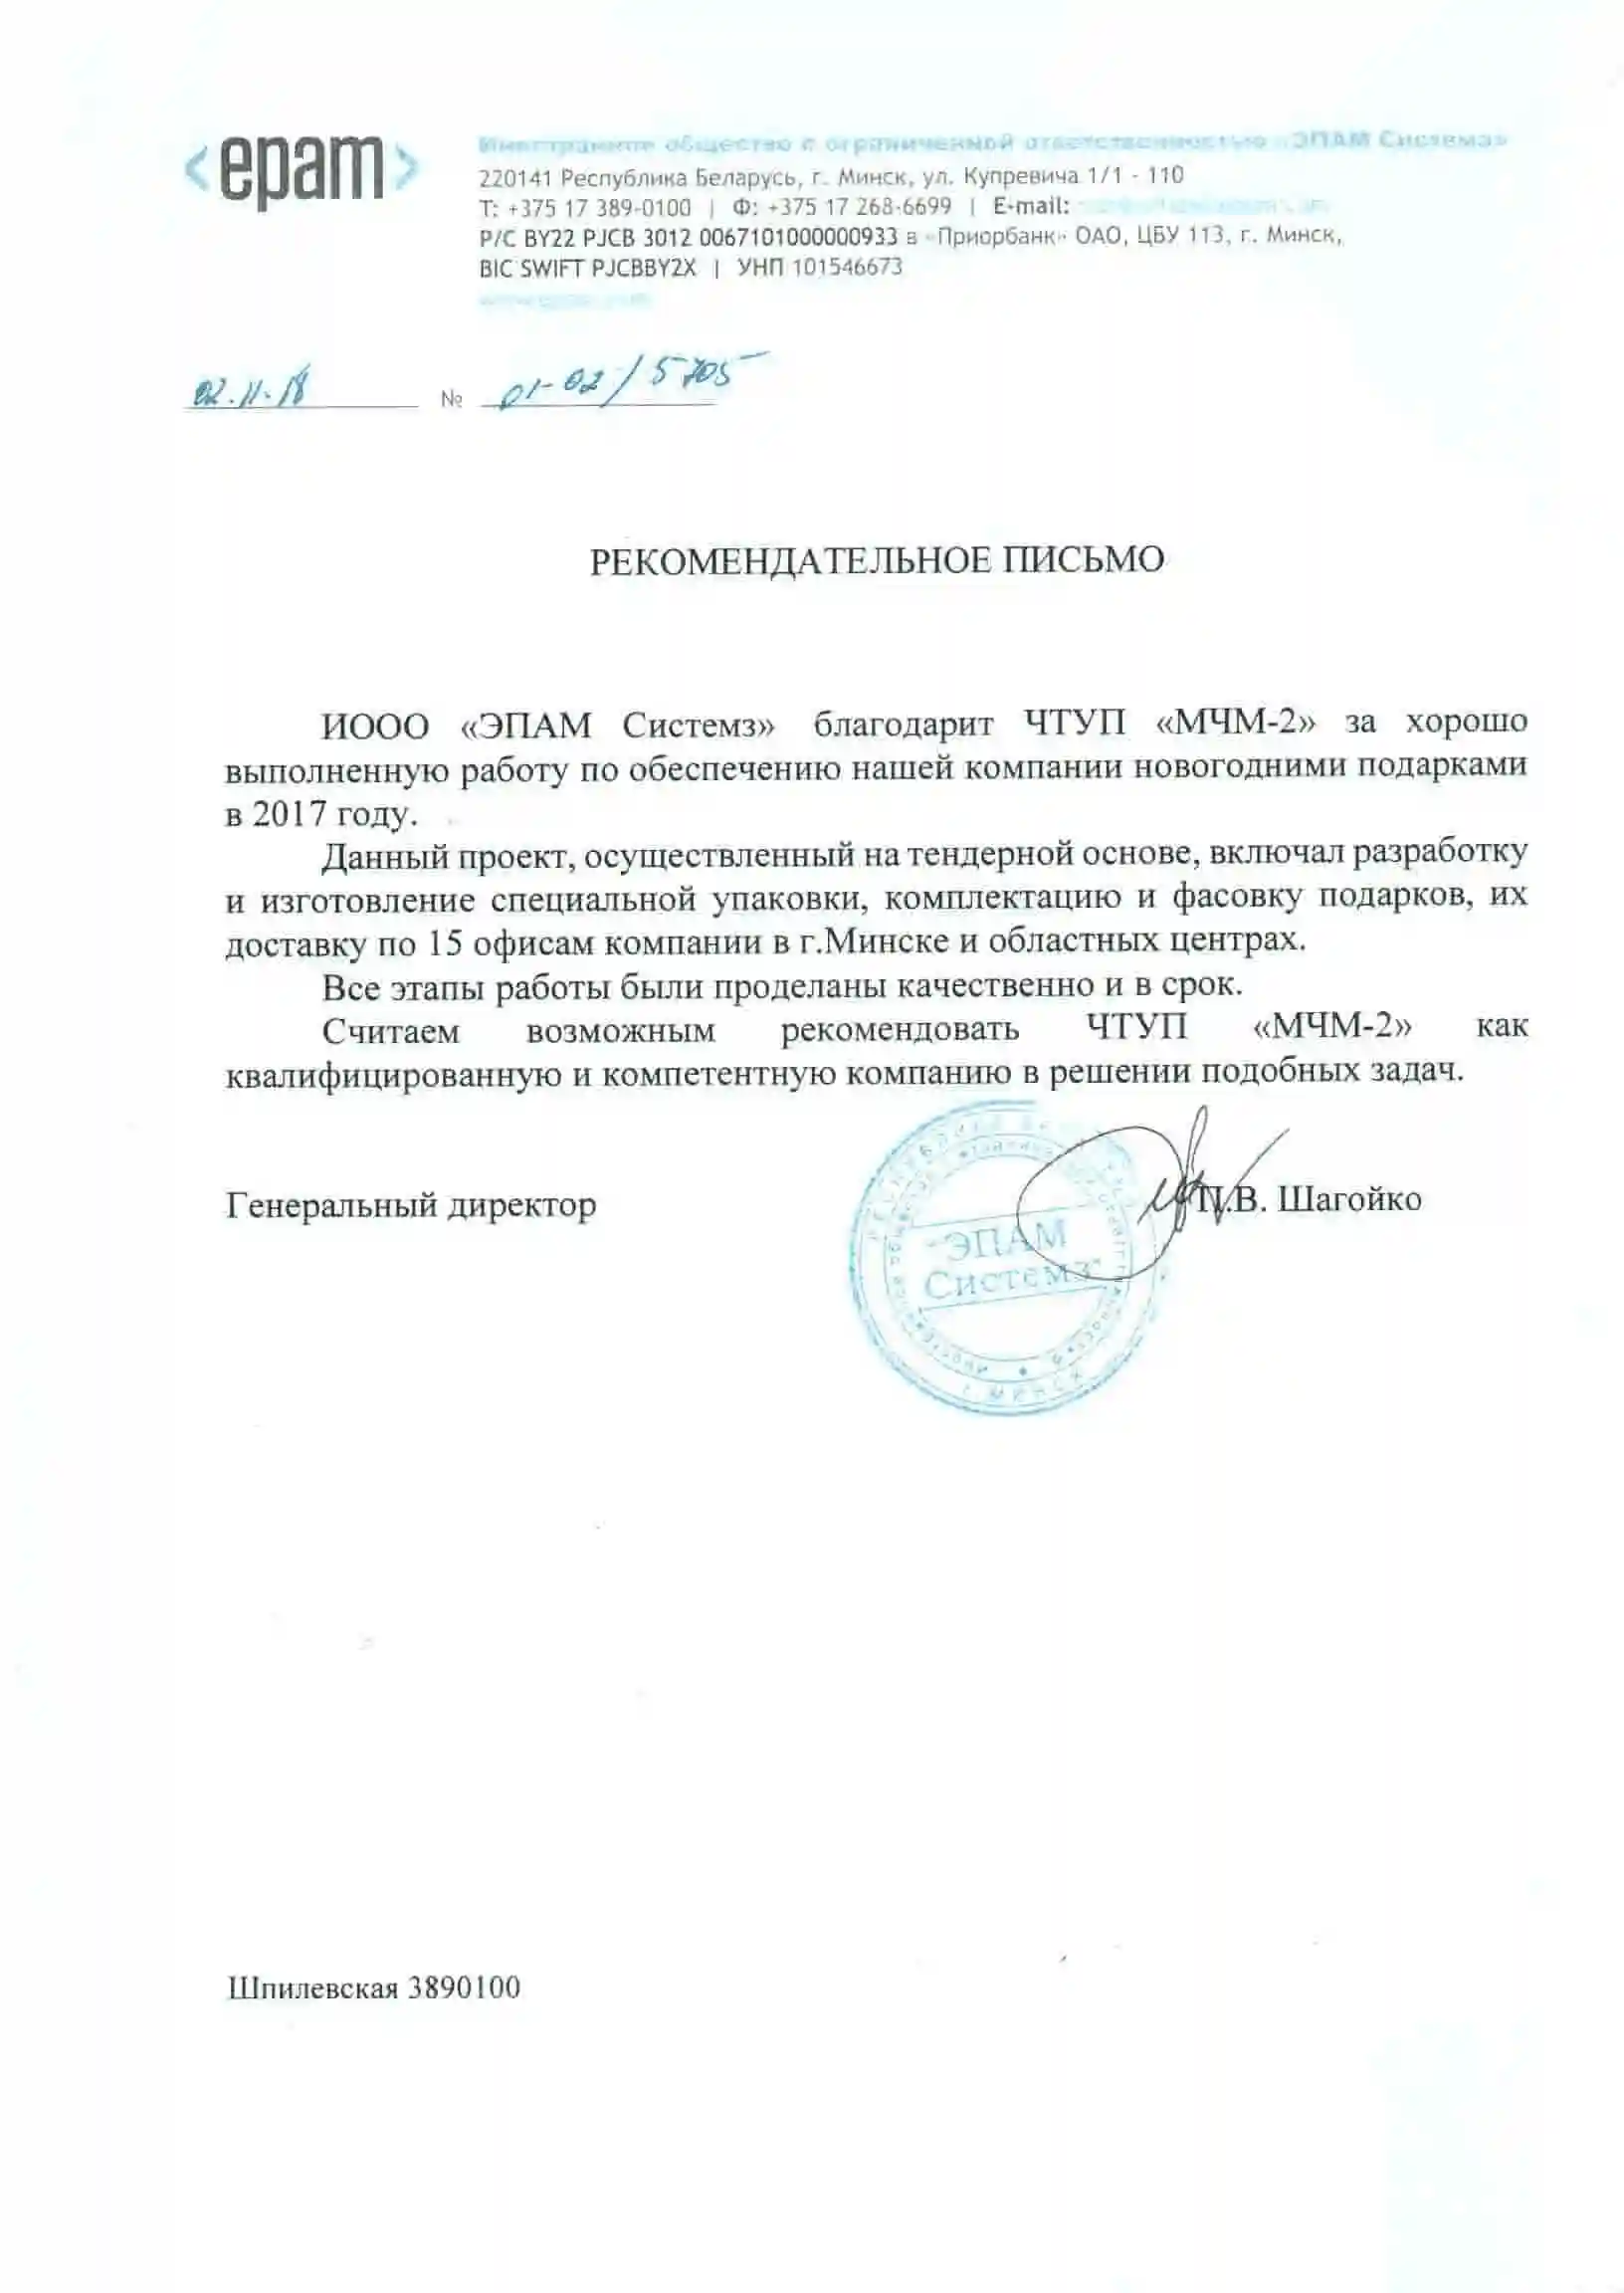 <epam>
Иностранное общество с ограниченной ответственностью «ЭПАМ Системз»
220141 Республика Беларусь, г. Минск, ул. Купревича 1/1 - 110
Т: +375 17 389-0100 | Ф: +375 17 268-6699 | E-mail:
Р/С BY22 PJCB 3012 0067101000000933 в «Приорбанк» ОАО, ЦБУ 113, г. Минск,
BIC SWIFT PJCBBY2X | УНП 101546673
www.epam.com
02.11.18 № 01-02/5705
РЕКОМЕНДАТЕЛЬНОЕ ПИСЬМО
ИООО «ЭПАМ Системз» благодарит ЧТУП «МЧМ-2» за хорошо
выполненную работу по обеспечению нашей компании новогодними подарками
в 2017 году.
Данный проект, осуществленный на тендерной основе, включал разработку
и изготовление специальной упаковки, комплектацию и фасовку подарков, их
доставку по 15 офисам компании в г.Минске и областных центрах.
Все этапы работы были проделаны качественно и в срок.
Считаем возможным рекомендовать ЧТУП «МЧМ-2» как
квалифицированную и компетентную компанию в решении подобных задач.
Генеральный директор
"ЭПАМ
Системз"
г. Минск
Шагойко
Шпилевская 3890100